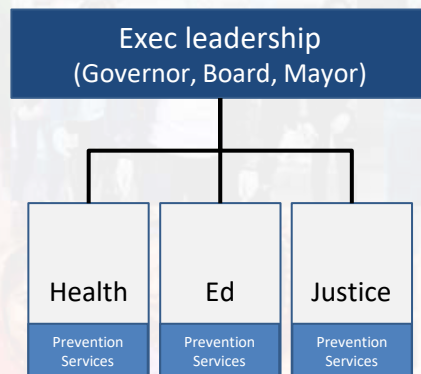 Exec leadership
(Governor, Board, Mayor)
Health
Ed
Justice
Prevention
Services
Prevention
Services
Prevention
Services